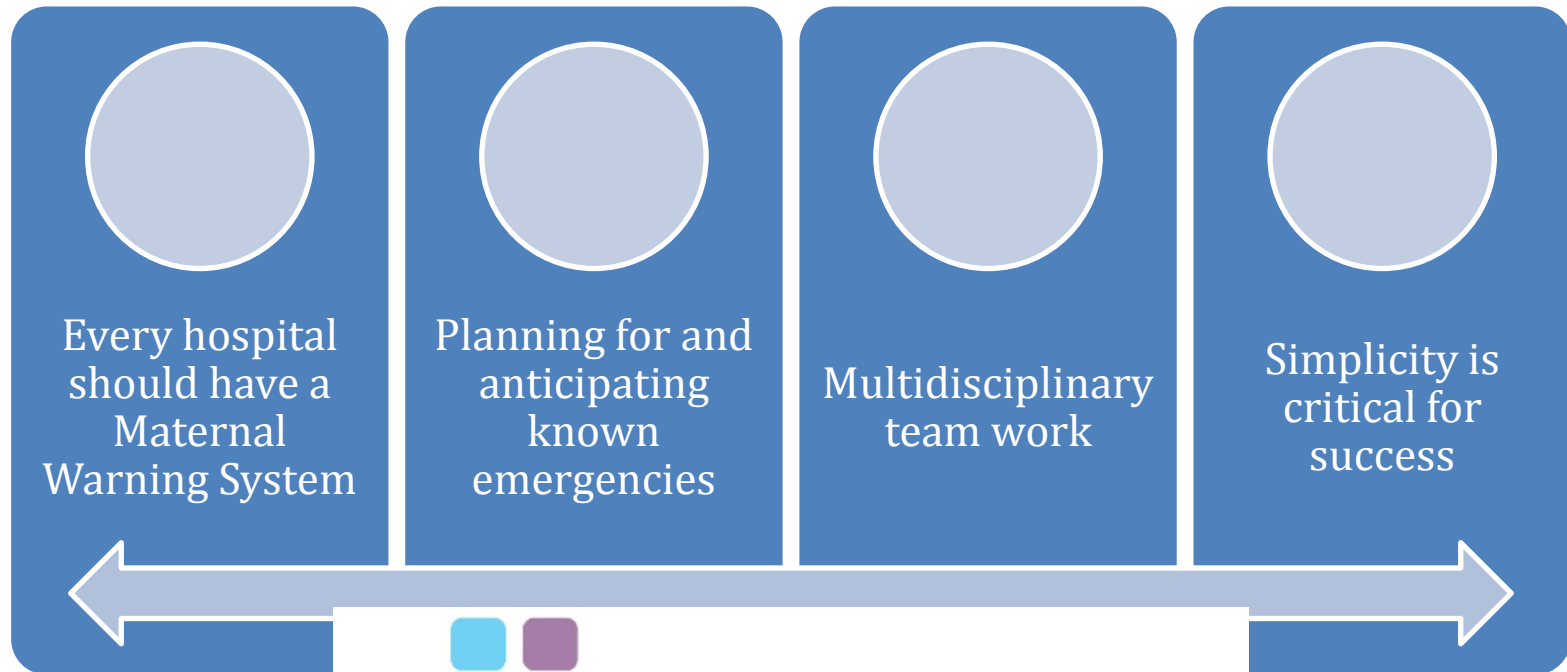 Every hospital
should have a
Maternal
Warning System
Planning for and
anticipating
known
emergencies
Multidisciplinary
team work
Simplicity is
critical for
success